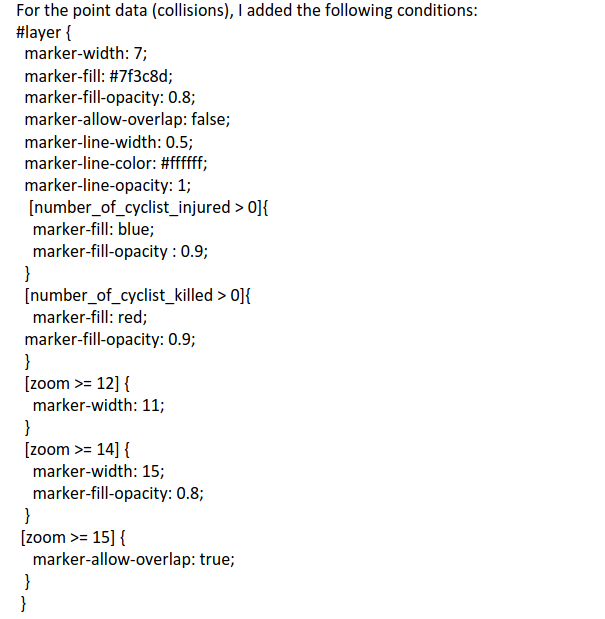 For the point data (collisions), I added the following conditions:
#layer {
marker-width: 7;
marker-fill: #7f3c8d;
marker-fill-opacity: 0.8;
marker-allow-overlap: false;
marker-line-width: 0.5;
marker-line-color: #ffffff;
marker-line-opacity: 1;
[number_of_cyclist_injured > 0]{
marker-fill: blue;
marker-fill-opacity : 0.9;
}
[number_of_cyclist_killed > 0]{
marker-fill: red;
marker-fill-opacity: 0.9;
}
[zoom >= 12] {
marker-width: 11;
}
[zoom >= 14] {
marker-width: 15;
marker-fill-opacity: 0.8;
}
[zoom >= 15] {
marker-allow-overlap: true;
}
}